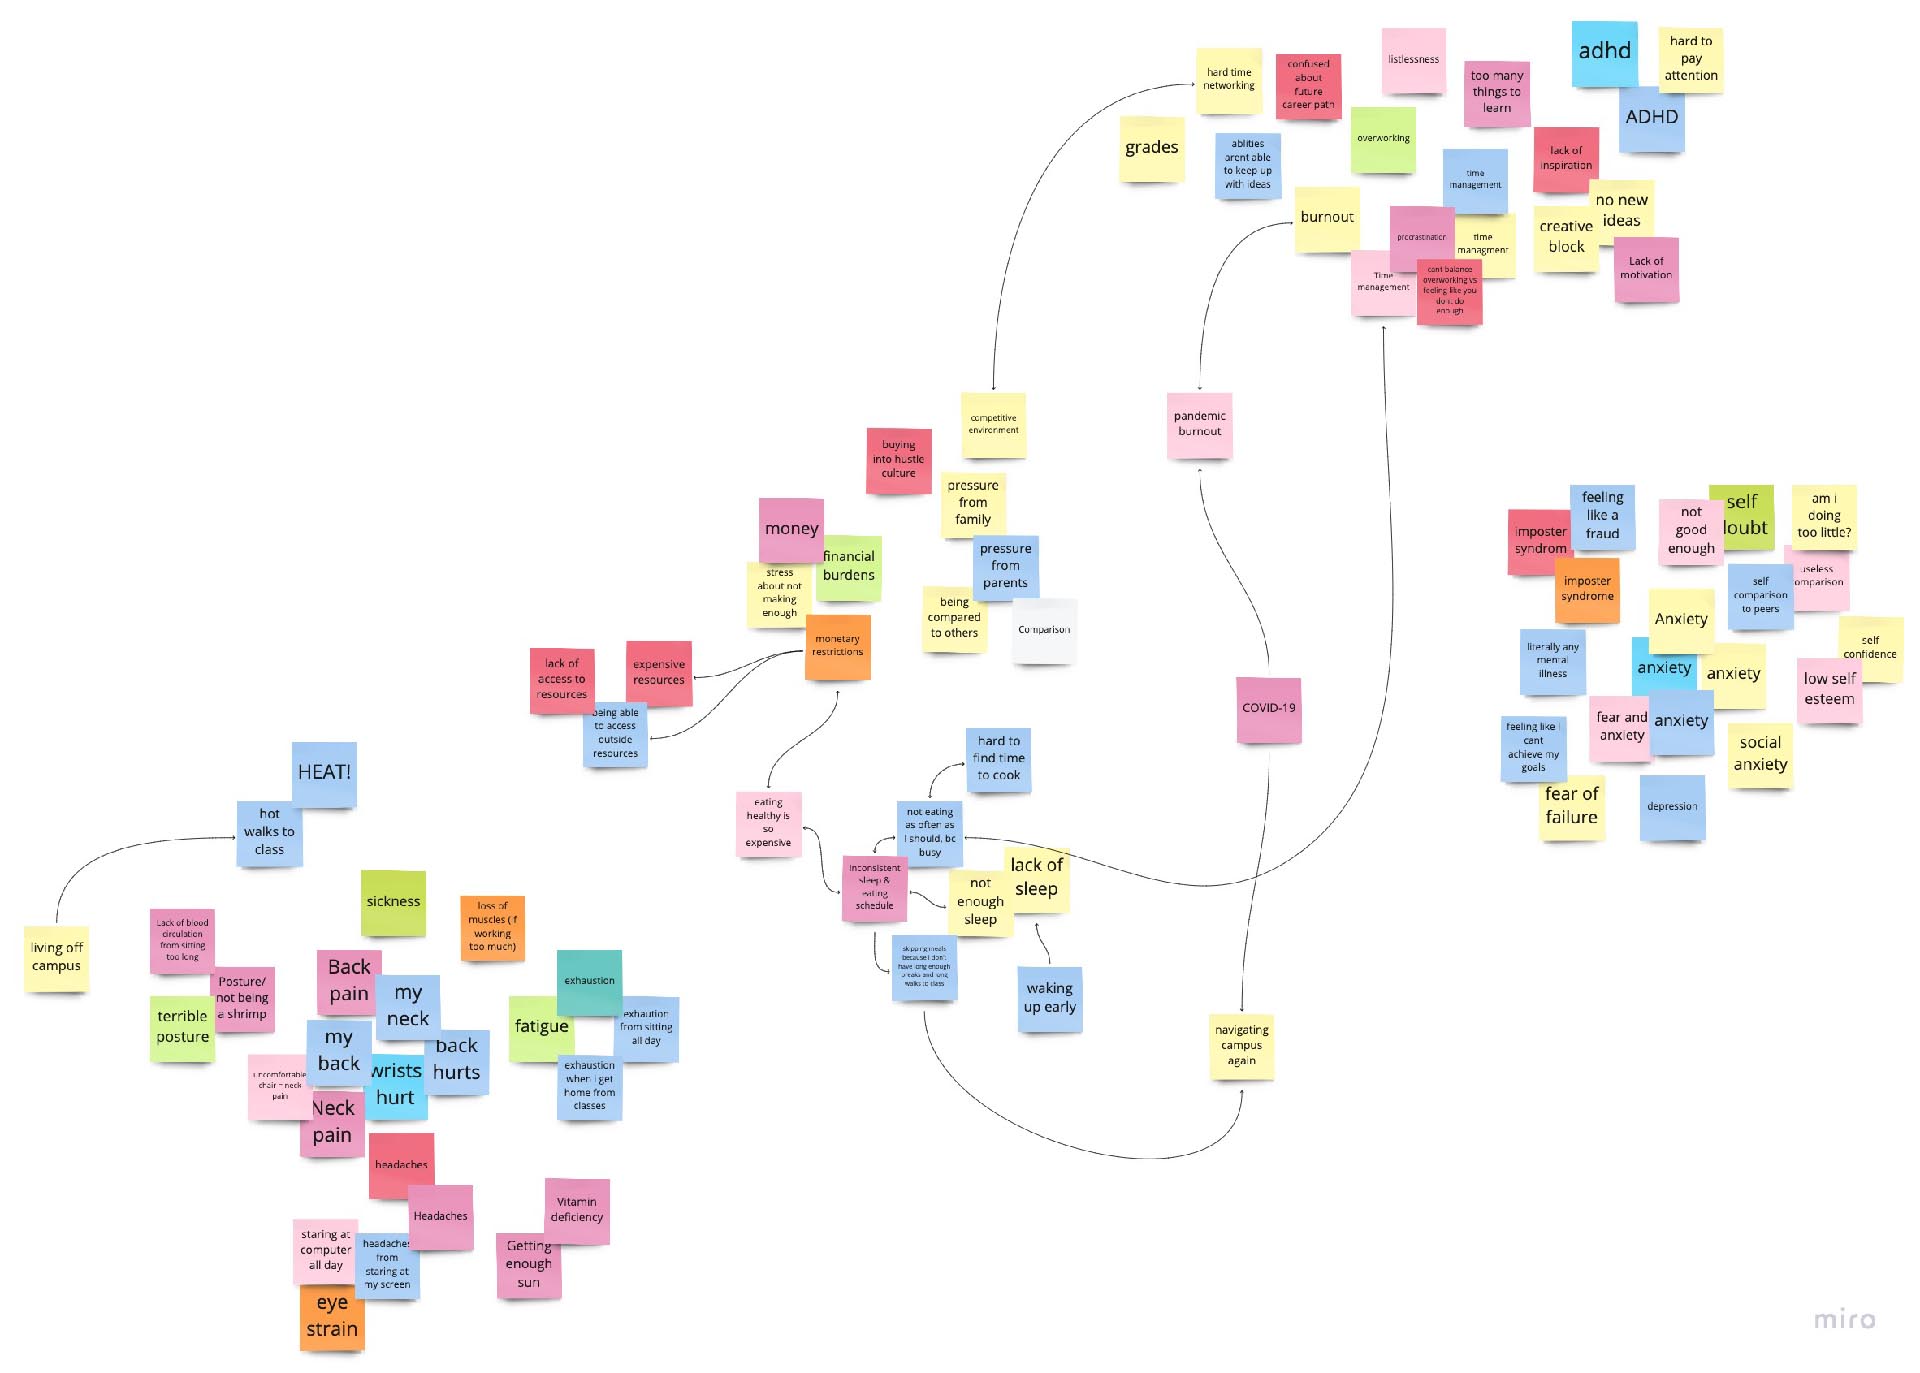 hard time
networking
confused
about
future
career path
listlessness
too many
things to
learn
adhd
hard to
pay
attention
ADHD
grades
ablities
arent able
to keep up
with ideas
overworking
lack of
inspiration
time
management
burnout
procrastination
time
managment
no new
ideas
creative
block
Lack of
motivation
Time
management
cant balance
overworking vs
feeling like you
dont do
enough
pandemic
burnout
competitive
environment
buying
into hustle
culture
pressure
from
family
pressure
from
parents
being
compared
to others
Comparison
money
financial
burdens
stress
about not
making
enough
monetary
restrictions
lack of
access to
resources
expensive
resources
being able
to access
outside
resources
COVID-19
imposter
syndrom
feeling
like a
fraud
imposter
syndrome
not
good
enough
self
doubt
am i
doing
too little?
useless
comparison
self
comparison
to peers
Anxiety
literally any
mental
illness
anxiety
anxiety
self
confidence
low self
esteem
fear and
anxiety
anxiety
social
anxiety
feeling like i
cant
achieve my
goals
fear of
failure
depression
HEAT!
hot
walks to
class
living off
campus
hard to
find time
to cook
eating
healthy is
so
expensive
not eating
as often as
I should, bc
busy
inconsistent
sleep &
eating
schedule
not
enough
sleep
lack of
sleep
skipping meals
because I don't
have long enough
breaks and long
walks to class
waking
up early
navigating
campus
again
sickness
loss of
muscles (if
working
too much)
Lack of blood
circulation
from sitting
too long
Posture/
not being
a shrimp
terrible
posture
Back
pain
my
neck
my
back
back
hurts
wrists
hurt
uncomfortable
chair = neck
pain
Neck
pain
exhaustion
fatigue
exhaution
from sitting
all day
exhaustion
when i get
home from
classes
headaches
Headaches
staring at
computer
all day
headaches
from
staring at
my screen
eye
strain
Vitamin
deficiency
Getting
enough
sun
miro